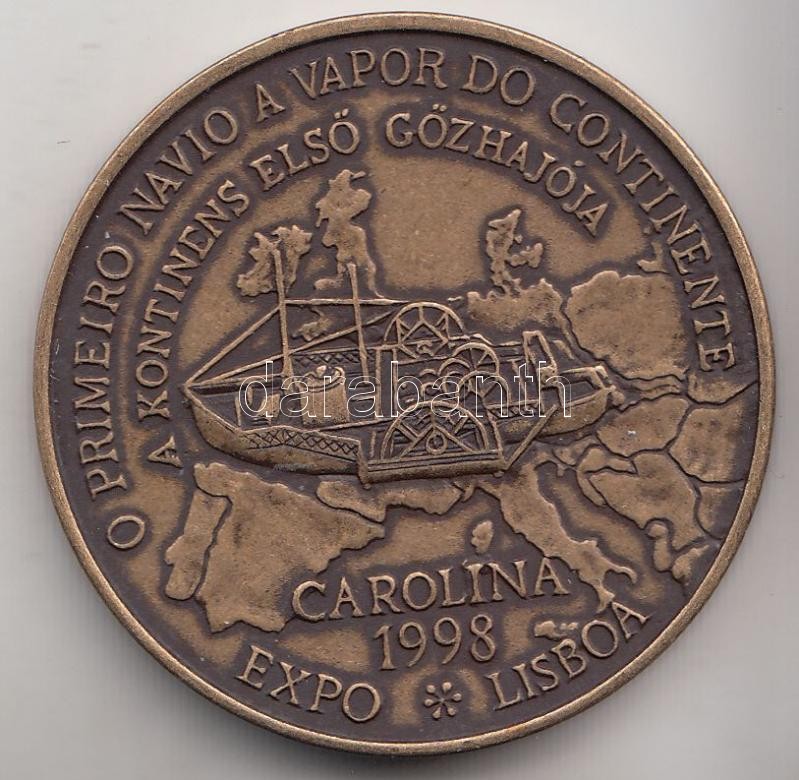 O PRIMEIRO NAVIO A VAPOR DO CONTINENTE
A KONTINENS ELSŐ GŐZHAJÓJA
darabanth
CAROLINA
1998
EXPO * LISBOA